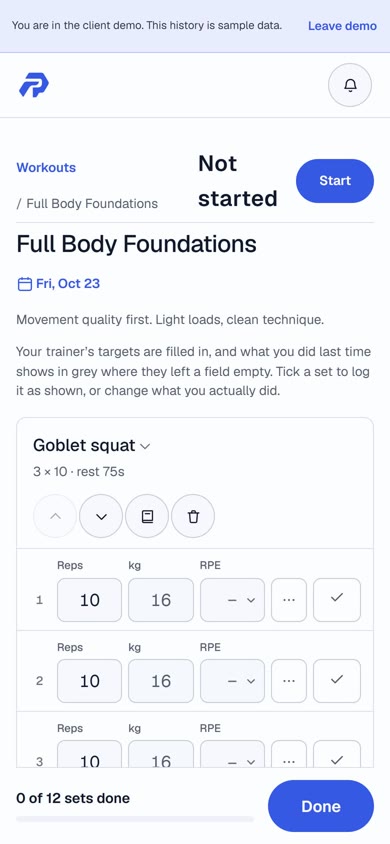 You are in the client demo. This history is sample data.
Leave demo
Workouts
/ Full Body Foundations
Not
started
Start
Full Body Foundations
Fri, Oct 23
Movement quality first. Light loads, clean technique.
Your trainer's targets are filled in, and what you did last time
shows in grey where they left a field empty. Tick a set to log
it as shown, or change what you actually did.
Goblet squat
3 × 10 · rest 75s
Reps kg RPE
1 10 16 –
Reps kg RPE
2 10 16 –
Reps kg RPE
3 10 16 –
0 of 12 sets done
Done